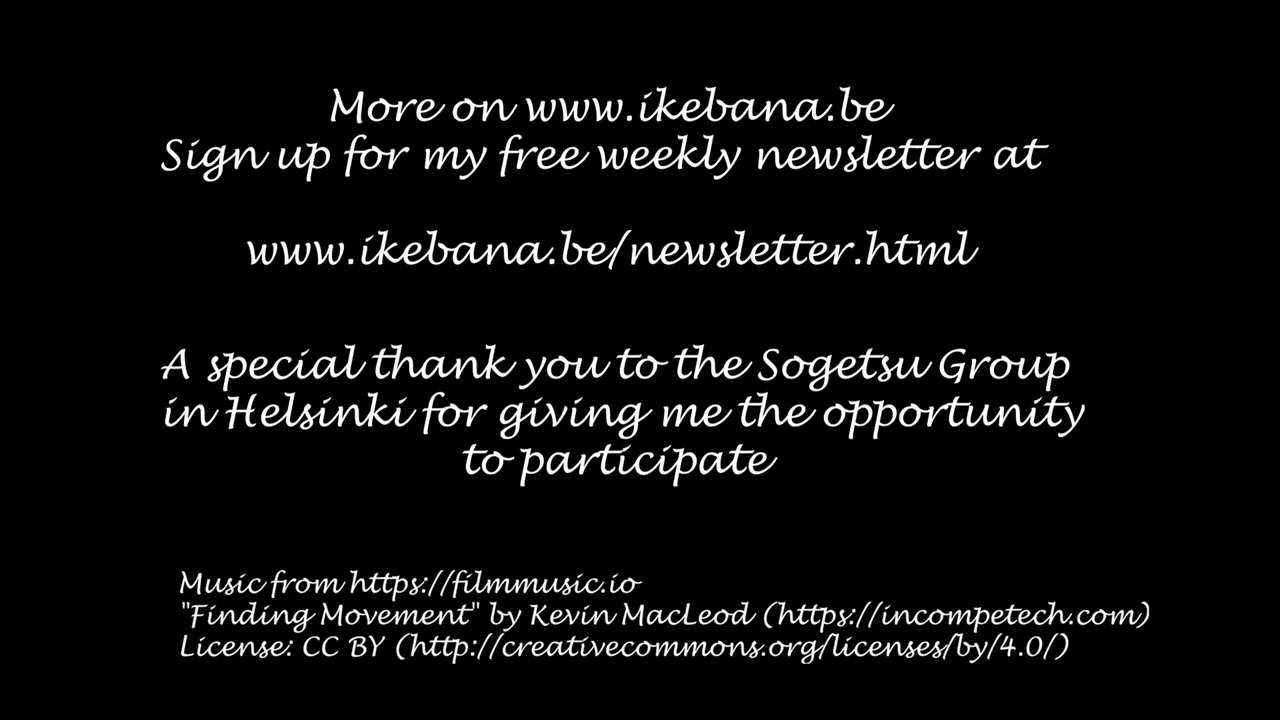 More on www.ikebana.be
Sign up for my free weekly newsletter at
www.ikebana.be/newsletter.html
A special thank you to the Sogetsu Group
in Helsinki for giving me the opportunity
to participate
Music from https://filmmusic.io
"Finding Movement" by Kevin MacLeod (https://incompetech.com)
License: CC BY (http://creativecommons.org/licenses/by/4.0/)